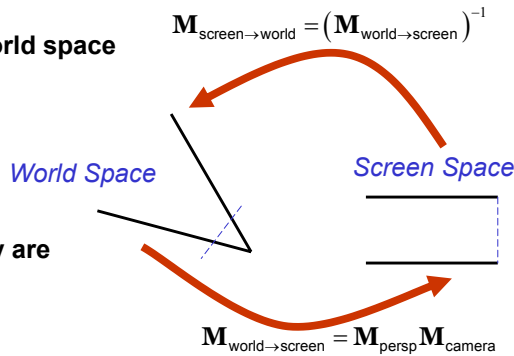 M_screen→world = (M_world→screen)^−1
orld space
World Space
Screen Space
y are
M_world→screen = M_persp M_camera